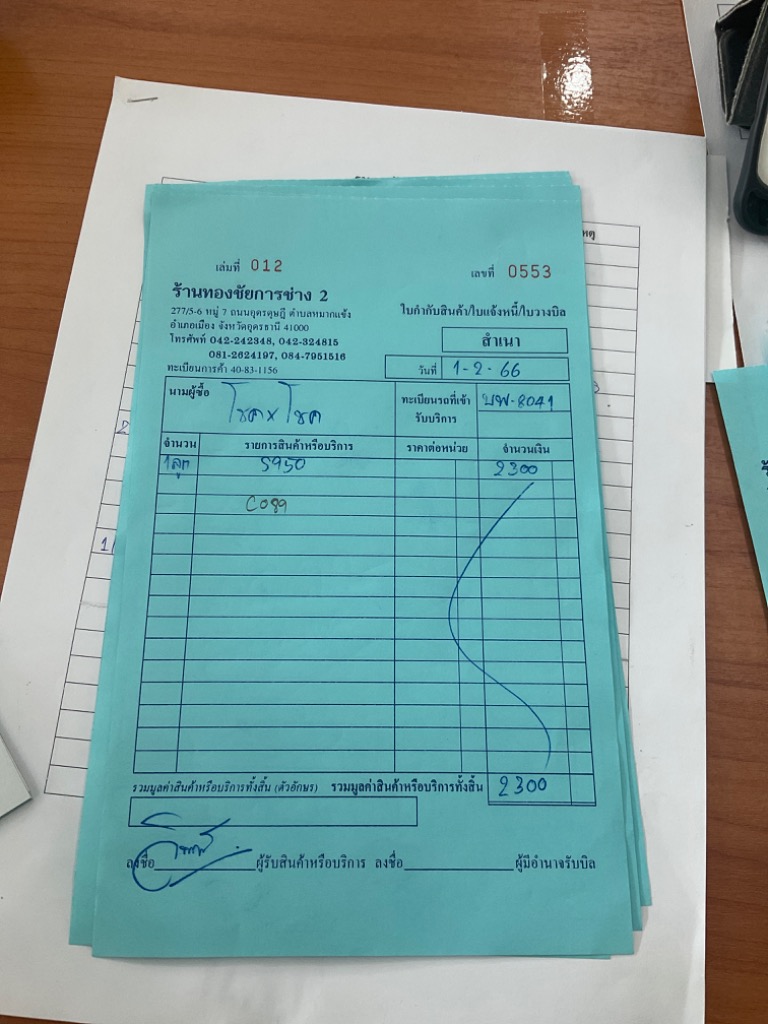 หตุ
เล่มที่ 012 เลขที่ 0553
ร้านทองชัยการช่าง 2
277/5-6 หมู่ 7 ถนนอุดรดุษฎี ตำบลหมากแข้ง ใบกำกับสินค้า/ใบแจ้งหนี้/ใบวางบิล
อำเภอเมือง จังหวัดอุดรธานี 41000
สำเนา
โทรศัพท์ 042-242348, 042-324815
081-2624197, 084-7951516
ทะเบียนการค้า 40-83-1156
วันที่ 1-2-66
นามผู้ซื้อ โชค x โชค ทะเบียนรถที่เข้า
รับบริการ บพ-8041
จำนวน รายการสินค้าหรือบริการ ราคาต่อหน่วย จำนวนเงิน
1 ลูก S950 2300
C089
รวมมูลค่าสินค้าหรือบริการทั้งสิ้น (ตัวอักษร) รวมมูลค่าสินค้าหรือบริการทั้งสิ้น 2300
ลงชื่อ ผู้รับสินค้าหรือบริการ ลงชื่อ ผู้มีอำนาจรับบิล